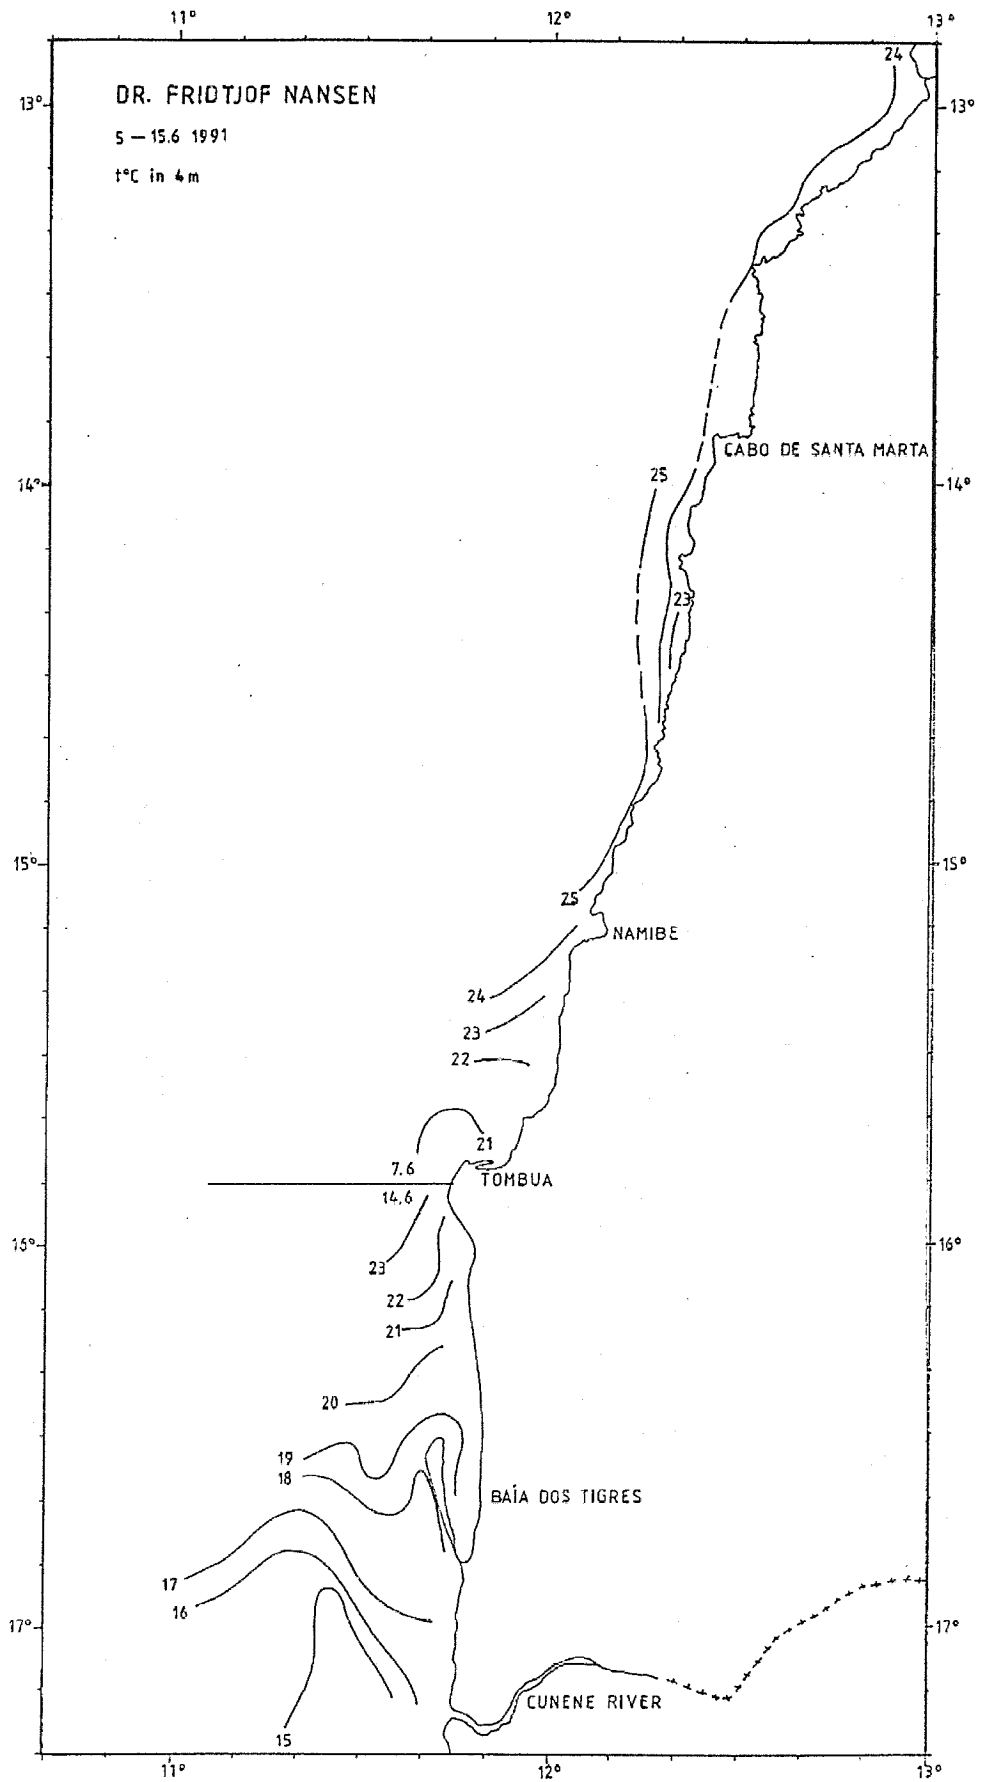 11° 12° 13°
24
DR. FRIDTJOF NANSEN
13° 13°
5 – 15.6 1991
t°C in 4m
CABO DE SANTA MARTA
25
14° 14°
23
15° 15°
25
NAMIBE
24
23
22
21
7.6
TOMBUA
14.6
16° 16°
23
22
21
20
19
18
BAÍA DOS TIGRES
17
16
17° 17°
CUNENE RIVER
15
11° 12° 13°